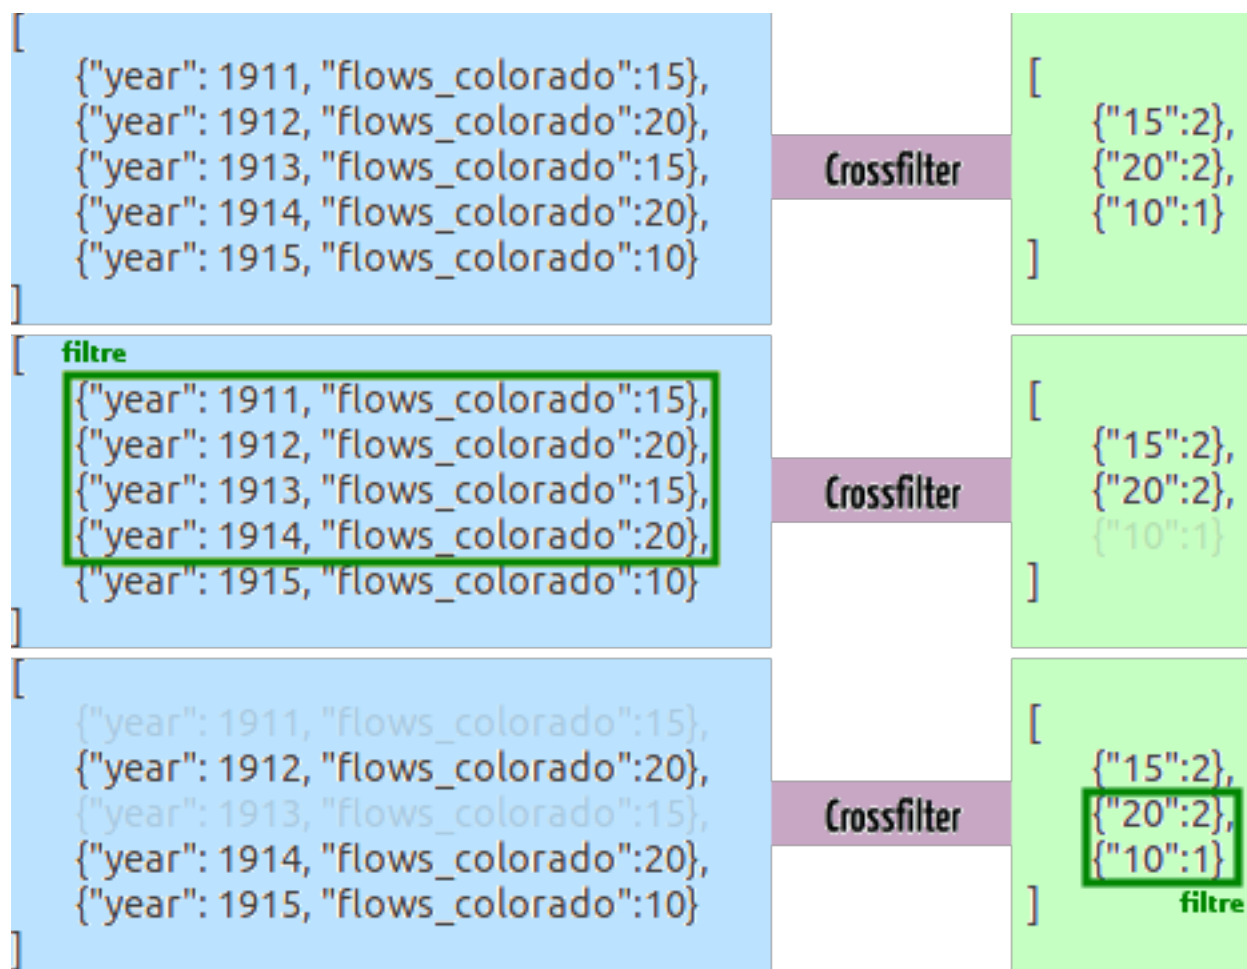 [
{"year": 1911, "flows_colorado":15},
{"year": 1912, "flows_colorado":20},
{"year": 1913, "flows_colorado":15},
{"year": 1914, "flows_colorado":20},
{"year": 1915, "flows_colorado":10}
]
Crossfilter
[
{"15":2},
{"20":2},
{"10":1}
]
[
filtre
{"year": 1911, "flows_colorado":15},
{"year": 1912, "flows_colorado":20},
{"year": 1913, "flows_colorado":15},
{"year": 1914, "flows_colorado":20},
{"year": 1915, "flows_colorado":10}
]
Crossfilter
[
{"15":2},
{"20":2},
{"10":1}
]
[
{"year": 1911, "flows_colorado":15},
{"year": 1912, "flows_colorado":20},
{"year": 1913, "flows_colorado":15},
{"year": 1914, "flows_colorado":20},
{"year": 1915, "flows_colorado":10}
]
Crossfilter
[
{"15":2},
{"20":2},
{"10":1}
]
filtre